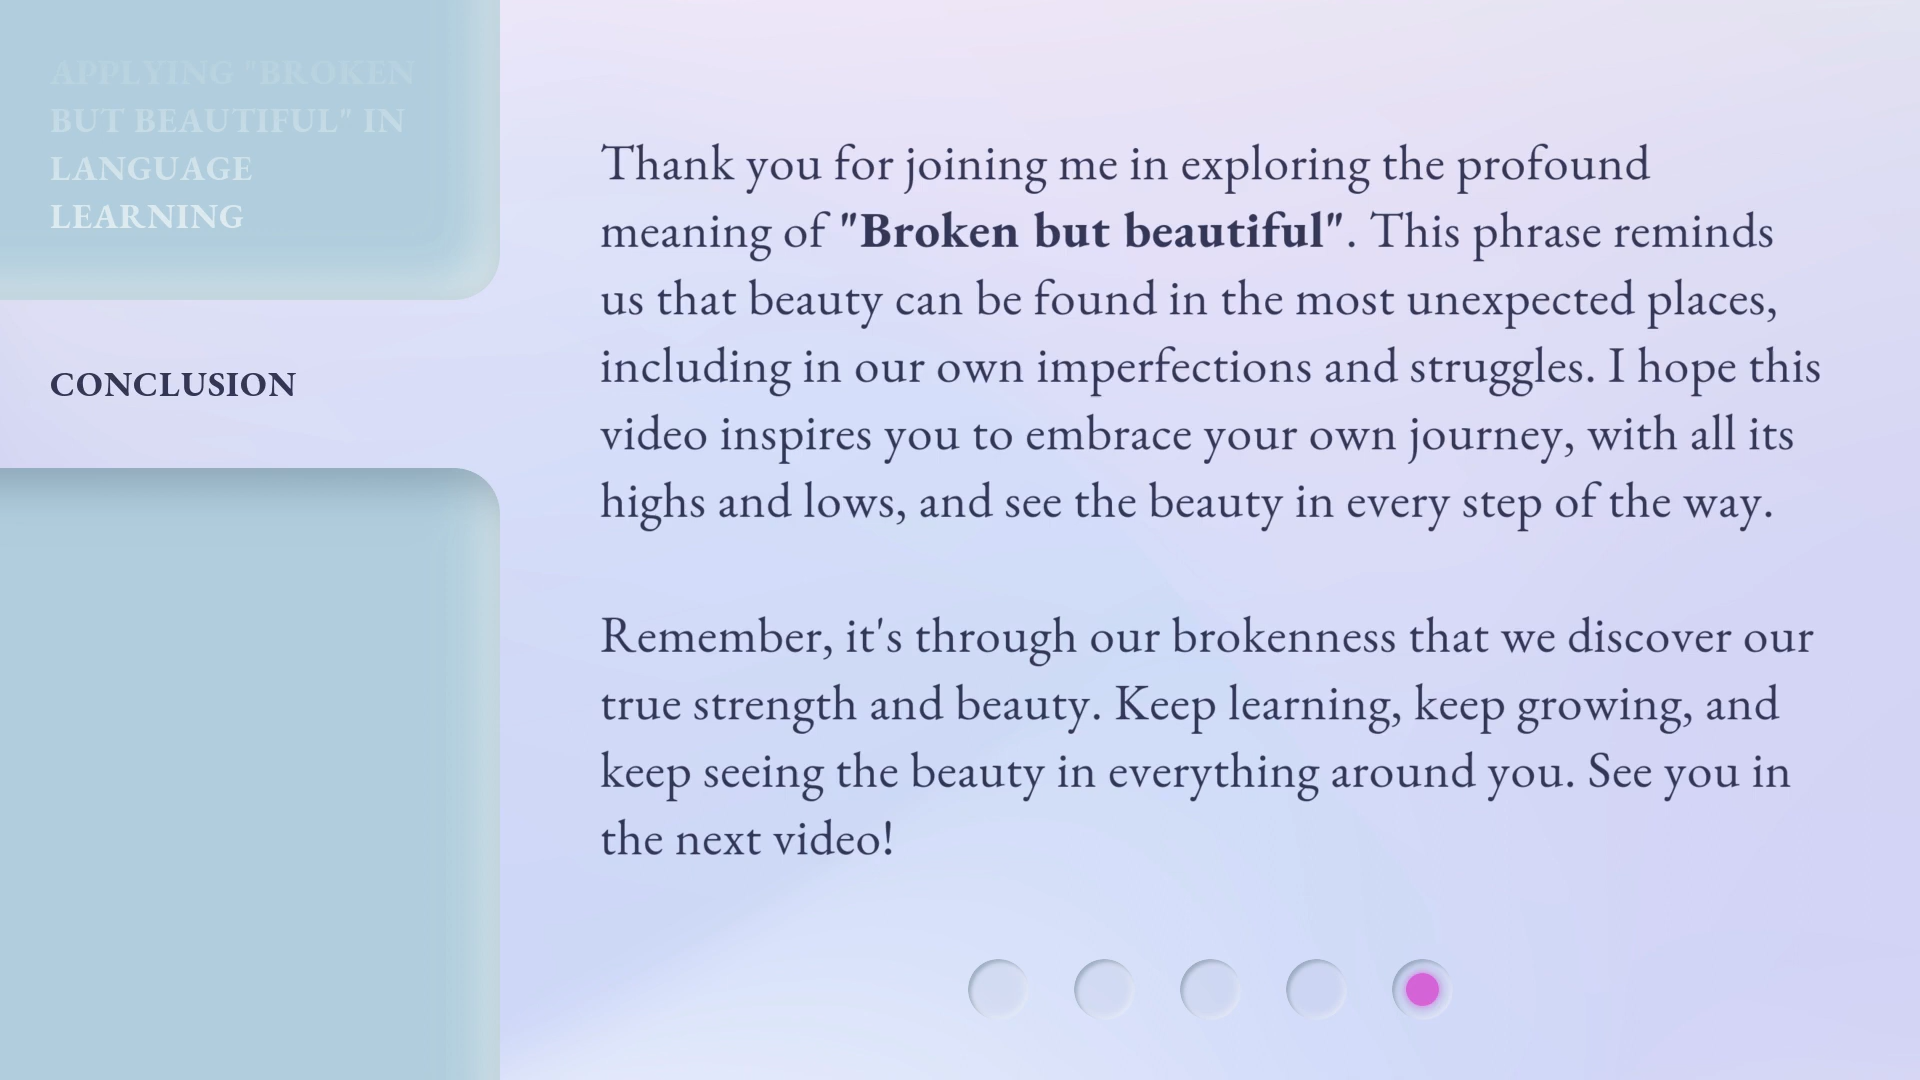 APPLYING "BROKEN
BUT BEAUTIFUL" IN
LANGUAGE
LEARNING
CONCLUSION
Thank you for joining me in exploring the profound
meaning of "Broken but beautiful". This phrase reminds
us that beauty can be found in the most unexpected places,
including in our own imperfections and struggles. I hope this
video inspires you to embrace your own journey, with all its
highs and lows, and see the beauty in every step of the way.
Remember, it's through our brokenness that we discover our
true strength and beauty. Keep learning, keep growing, and
keep seeing the beauty in everything around you. See you in
the next video!